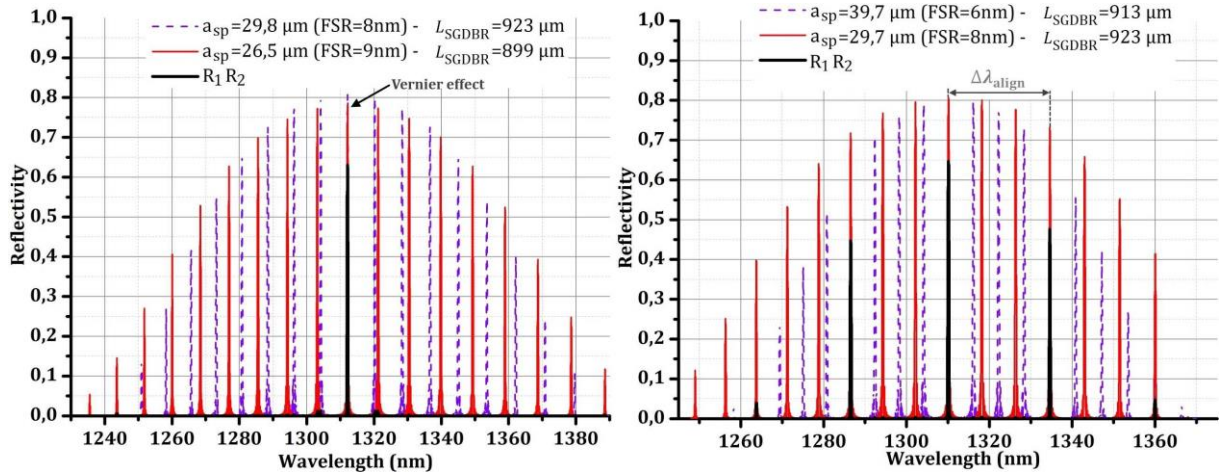 a_sp=29,8 μm (FSR=8nm) - L_SGDBR=923 μm
a_sp=26,5 μm (FSR=9nm) - L_SGDBR=899 μm
R₁ R₂
Vernier effect
1,0
0,9
0,8
0,7
0,6
0,5
0,4
0,3
0,2
0,1
0,0
Reflectivity
1240 1260 1280 1300 1320 1340 1360 1380
Wavelength (nm)
a_sp=39,7 μm (FSR=6nm) - L_SGDBR=913 μm
a_sp=29,7 μm (FSR=8nm) - L_SGDBR=923 μm
R₁ R₂
Δλ_align
1,0
0,9
0,8
0,7
0,6
0,5
0,4
0,3
0,2
0,1
0,0
Reflectivity
1260 1280 1300 1320 1340 1360
Wavelength (nm)